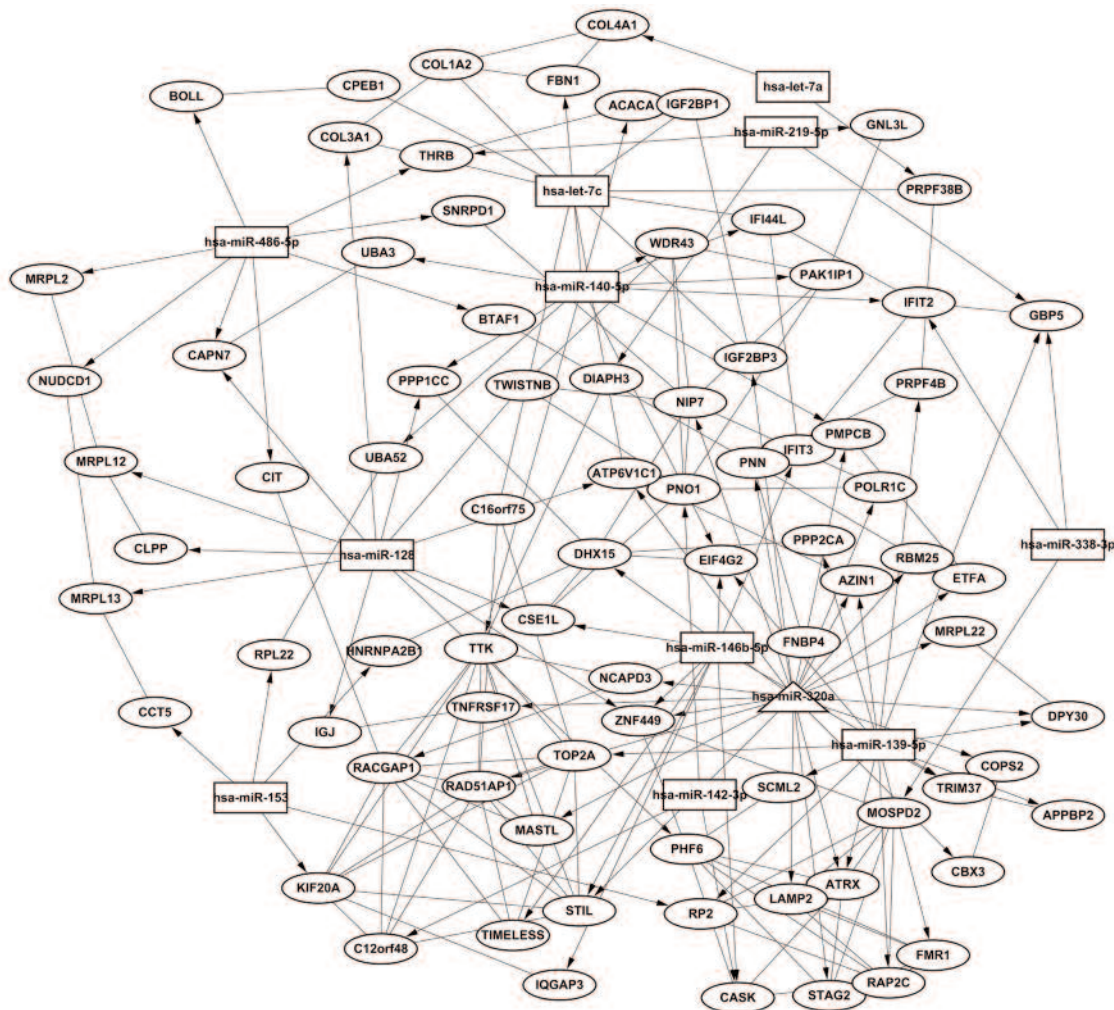 COL4A1
COL1A2
FBN1
hsa-let-7a
CPEB1
BOLL
ACACA
IGF2BP1
GNL3L
hsa-miR-219-5p
COL3A1
THRB
hsa-let-7c
PRPF38B
SNRPD1
IFI44L
hsa-miR-486-5p
WDR43
UBA3
MRPL2
PAK1IP1
hsa-miR-140-5p
IFIT2
GBP5
BTAF1
CAPN7
IGF2BP3
NUDCD1
PPP1CC
TWISTNB
DIAPH3
PRPF4B
NIP7
PMPCB
IFIT3
MRPL12
UBA52
PNN
CIT
ATP6V1C1
PNO1
POLR1C
C16orf75
PPP2CA
hsa-miR-338-3p
CLPP
hsa-miR-128
DHX15
EIF4G2
RBM25
AZIN1
ETFA
MRPL13
CSE1L
MRPL22
RPL22
HNRNPA2B1
TTK
hsa-miR-146b-5p
FNBP4
NCAPD3
hsa-miR-320a
CCT5
TNFRSF17
ZNF449
DPY30
IGJ
hsa-miR-139-5p
RACGAP1
TOP2A
COPS2
RAD51AP1
SCML2
TRIM37
hsa-miR-153
hsa-miR-142-3p
MOSPD2
APPBP2
MASTL
PHF6
CBX3
KIF20A
ATRX
LAMP2
STIL
RP2
TIMELESS
C12orf48
FMR1
IQGAP3
RAP2C
CASK
STAG2